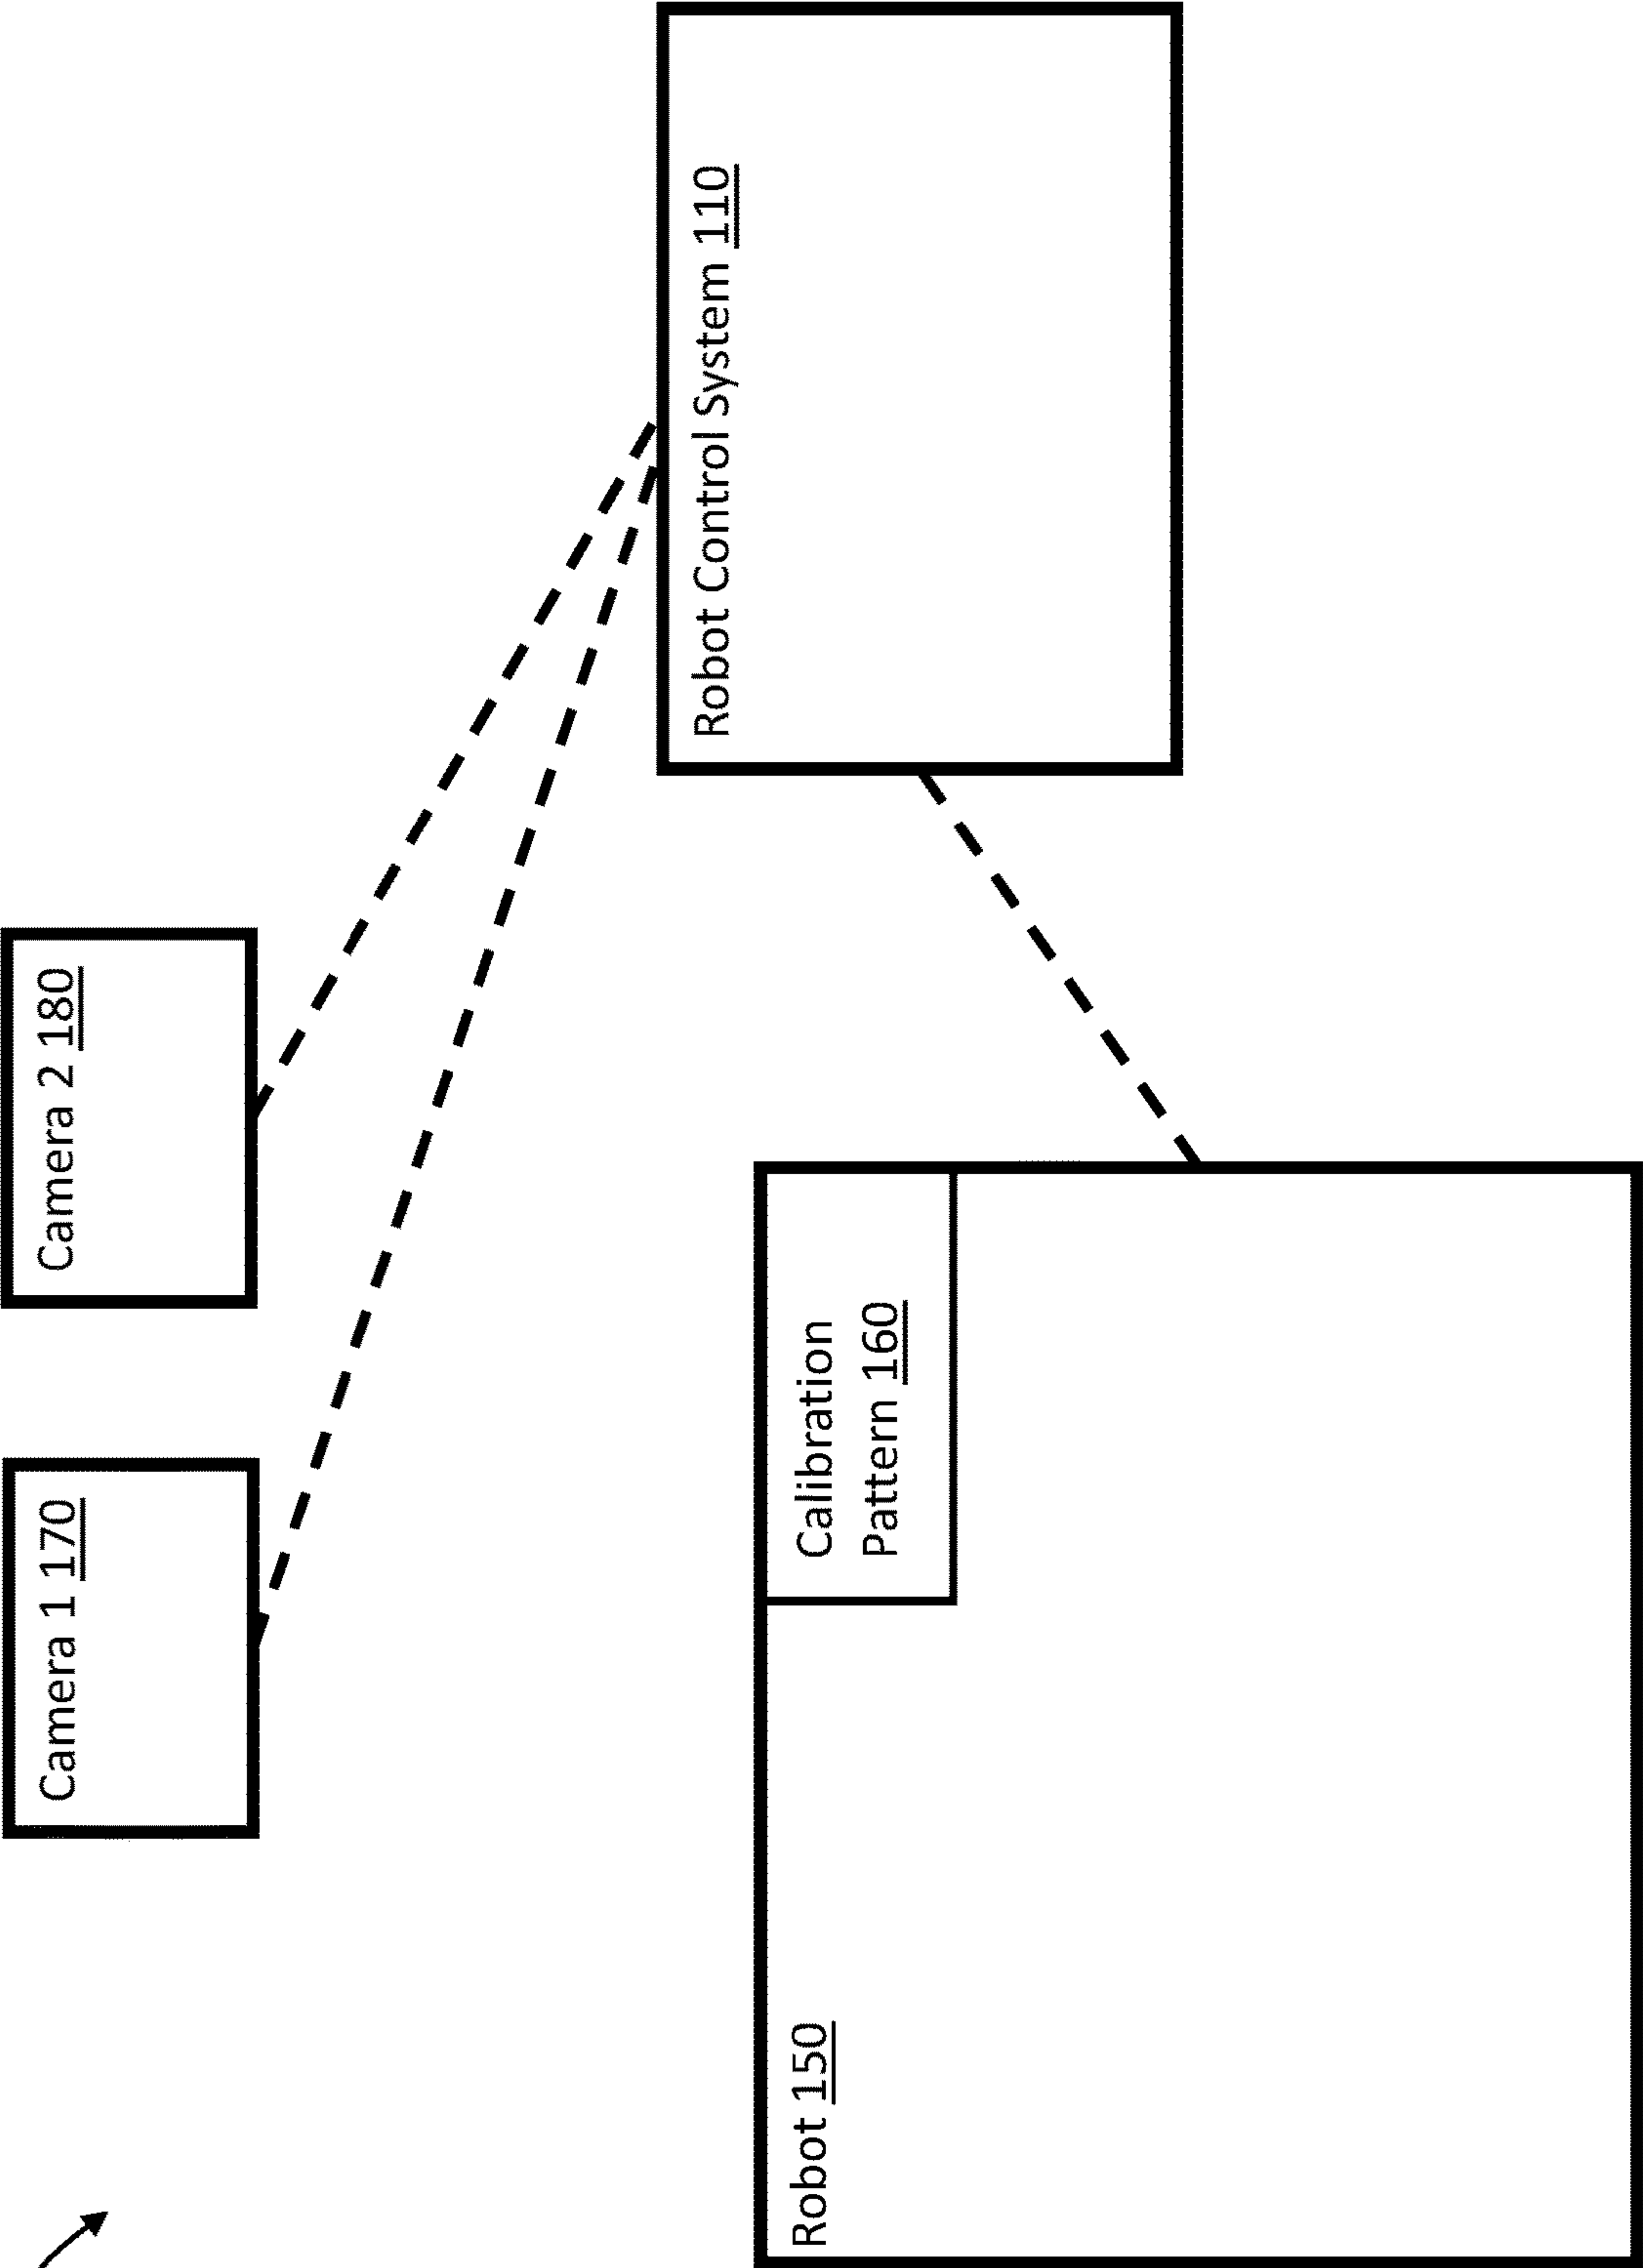 Camera 1 170
Camera 2 180
Robot Control System 110
Robot 150
Calibration
Pattern 160